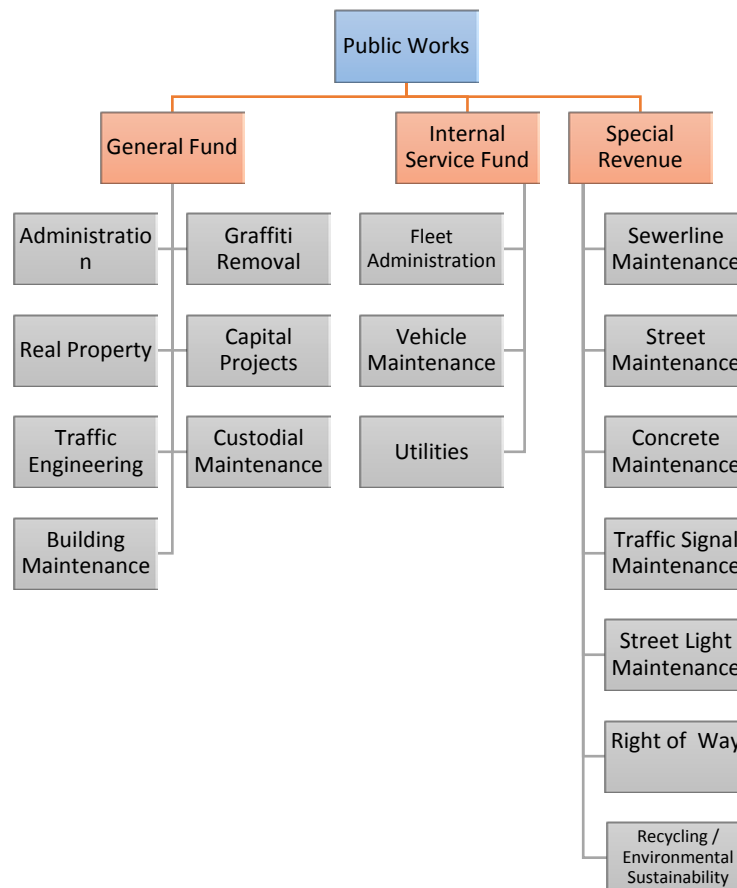 Public Works
General Fund
Internal
Service Fund
Special
Revenue
Administratio
n
Graffiti
Removal
Real Property
Capital
Projects
Traffic
Engineering
Custodial
Maintenance
Building
Maintenance
Fleet
Administration
Vehicle
Maintenance
Utilities
Sewerline
Maintenance
Street
Maintenance
Concrete
Maintenance
Traffic Signal
Maintenance
Street Light
Maintenance
Right of Way
Recycling /
Environmental
Sustainability